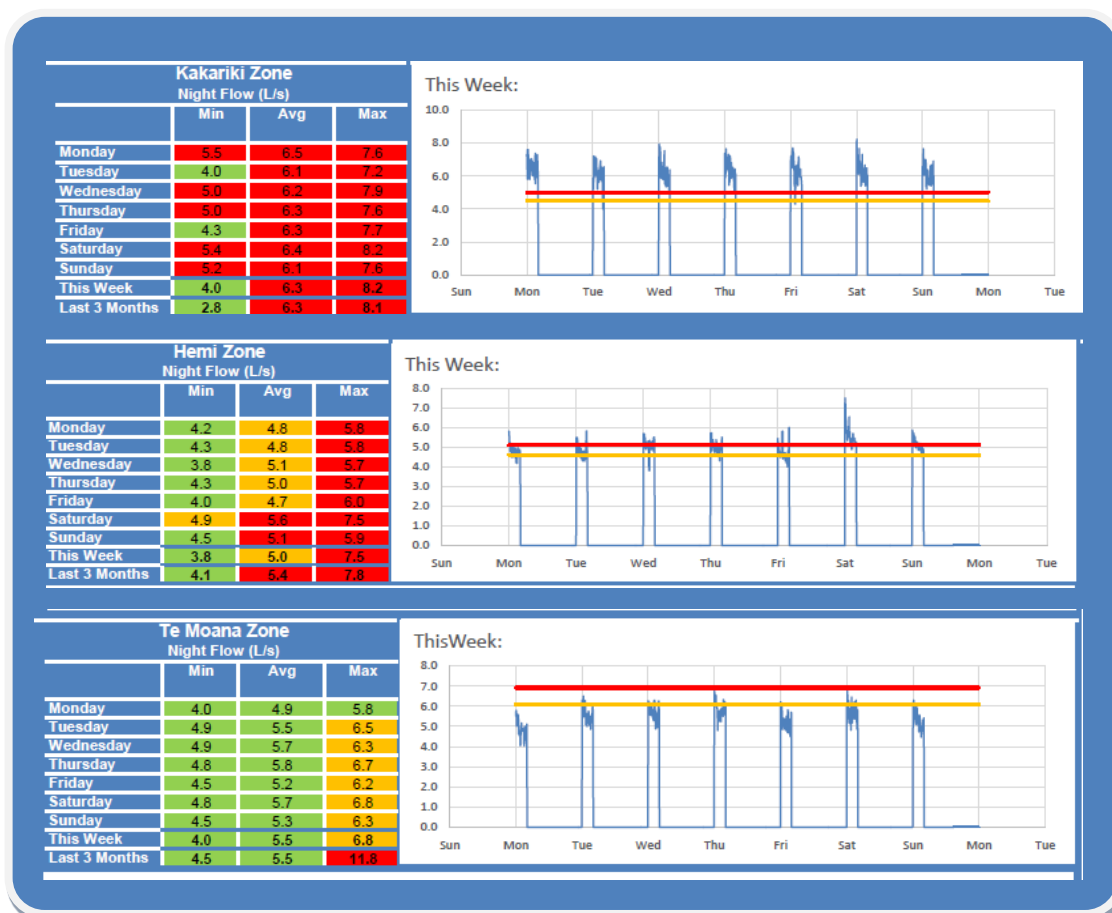 Kakariki Zone
Night Flow (L/s)
Min Avg Max
Monday 5.5 6.5 7.6
Tuesday 4.0 6.1 7.2
Wednesday 5.0 6.2 7.9
Thursday 5.0 6.3 7.6
Friday 4.3 6.3 7.7
Saturday 5.4 6.4 8.2
Sunday 5.2 6.1 7.6
This Week 4.0 6.3 8.2
Last 3 Months 2.8 6.3 8.1
This Week:
10.0
8.0
6.0
4.0
2.0
0.0
Sun Mon Tue Wed Thu Fri Sat Sun Mon Tue
Hemi Zone
Night Flow (L/s)
Min Avg Max
Monday 4.2 4.8 5.8
Tuesday 4.3 4.8 5.8
Wednesday 3.8 5.1 5.7
Thursday 4.3 5.0 5.7
Friday 4.0 4.7 6.0
Saturday 4.9 5.6 7.5
Sunday 4.5 5.1 5.9
This Week 3.8 5.0 7.5
Last 3 Months 4.1 5.4 7.8
This Week:
8.0
7.0
6.0
5.0
4.0
3.0
2.0
1.0
0.0
Sun Mon Tue Wed Thu Fri Sat Sun Mon Tue
Te Moana Zone
Night Flow (L/s)
Min Avg Max
Monday 4.0 4.9 5.8
Tuesday 4.9 5.5 6.5
Wednesday 4.9 5.7 6.3
Thursday 4.8 5.8 6.7
Friday 4.5 5.2 6.2
Saturday 4.8 5.7 6.8
Sunday 4.5 5.3 6.3
This Week 4.0 5.5 6.8
Last 3 Months 4.5 5.5 11.8
ThisWeek:
8.0
7.0
6.0
5.0
4.0
3.0
2.0
1.0
0.0
Sun Mon Tue Wed Thu Fri Sat Sun Mon Tue